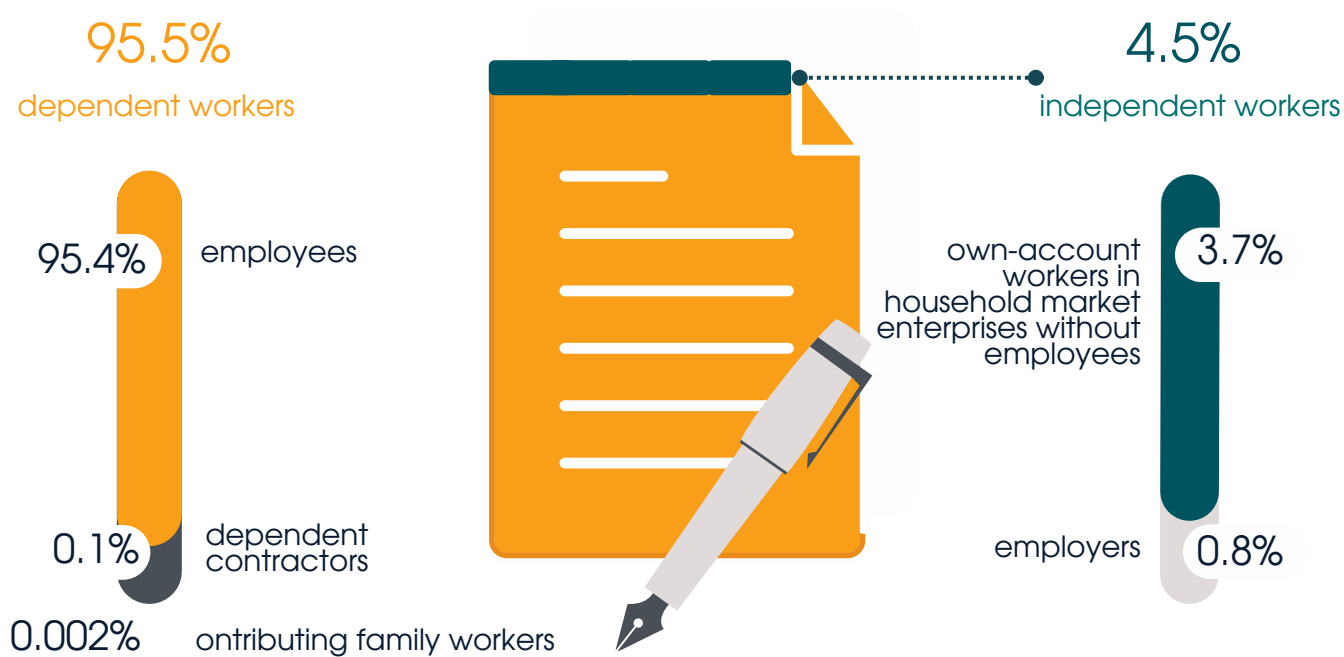 95.5%
dependent workers
95.4%
employees
0.1%
dependent
contractors
0.002%
ontributing family workers
4.5%
independent workers
own-account
workers in
household market
enterprises without
employees
3.7%
employers
0.8%